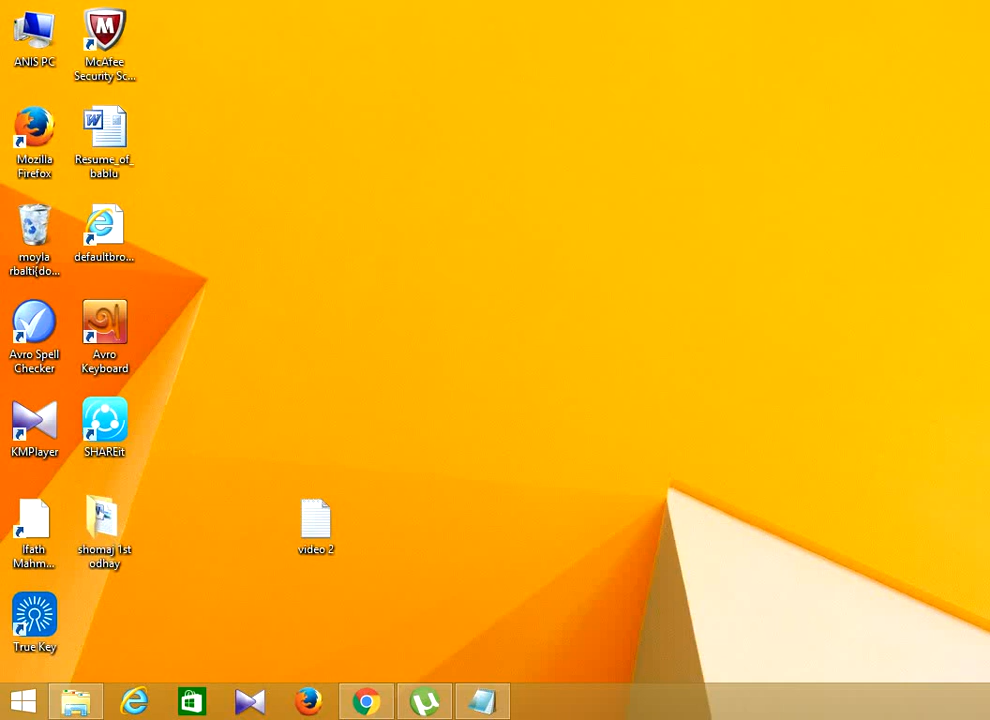 ANIS PC
McAfee
Security Sc...
Mozilla
Firefox
Resume_of_
bablu
moyla
rbalti(do...
defaultbro...
Avro Spell
Checker
Avro
Keyboard
KMPlayer
SHAREit
Ifath
Mahm...
shomaj 1st
odhay
video 2
True Key